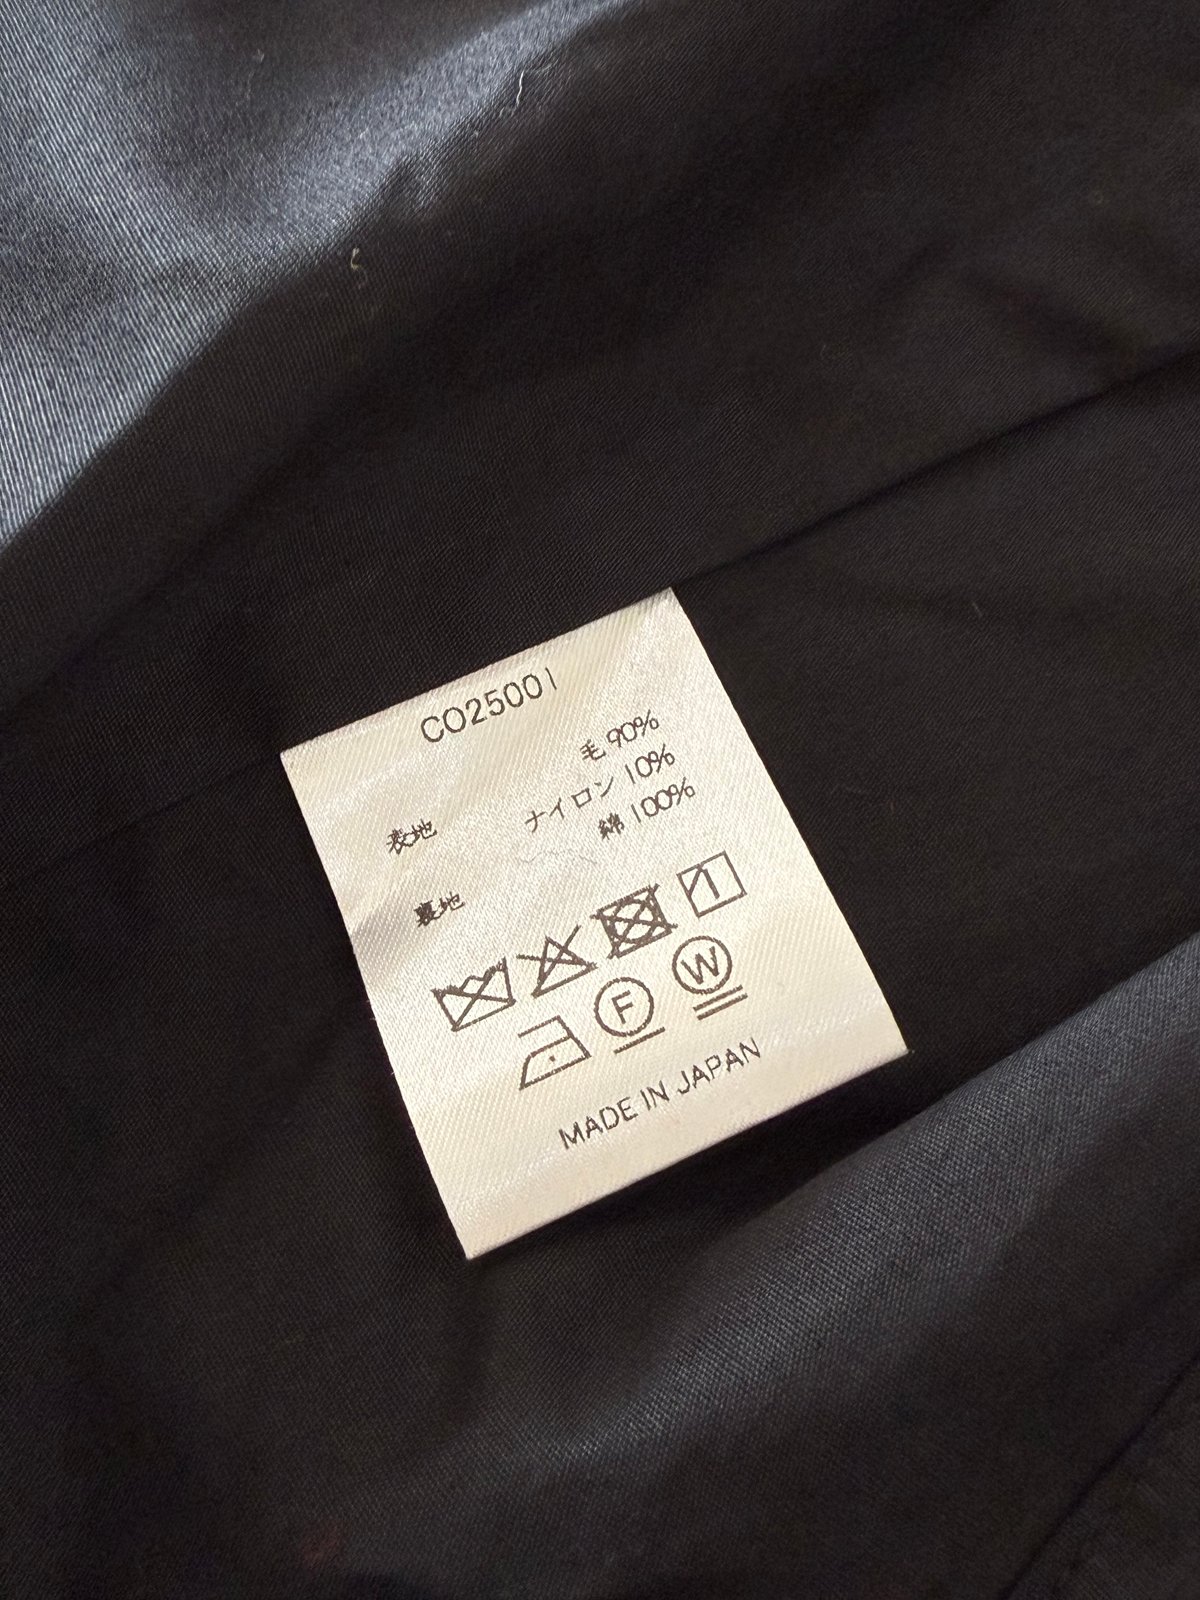 CO25001
表地 毛 90%
ナイロン 10%
裏地 綿 100%
F W
MADE IN JAPAN